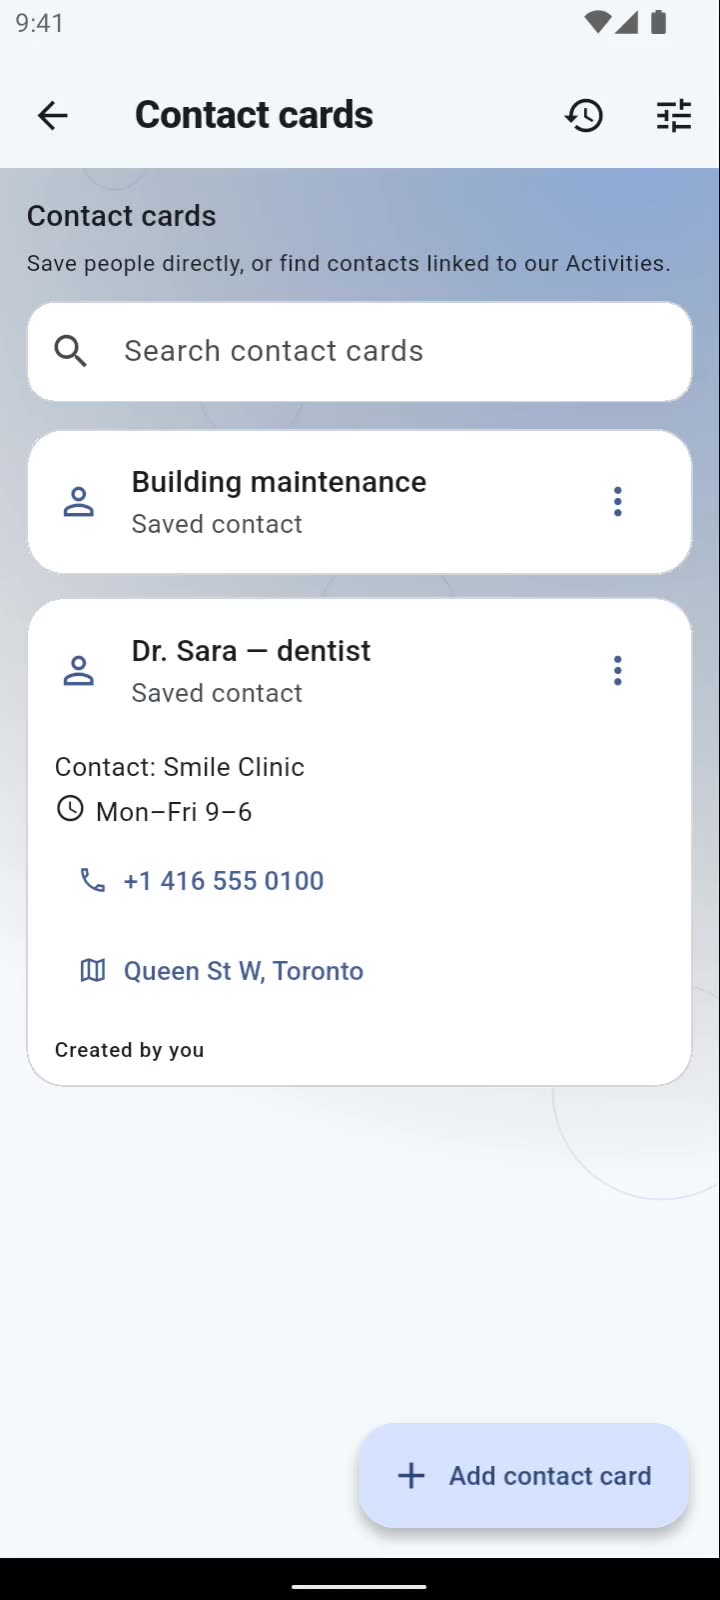 9:41
Contact cards
Contact cards
Save people directly, or find contacts linked to our Activities.
Search contact cards
Building maintenance
Saved contact
Dr. Sara — dentist
Saved contact
Contact: Smile Clinic
Mon–Fri 9–6
+1 416 555 0100
Queen St W, Toronto
Created by you
Add contact card